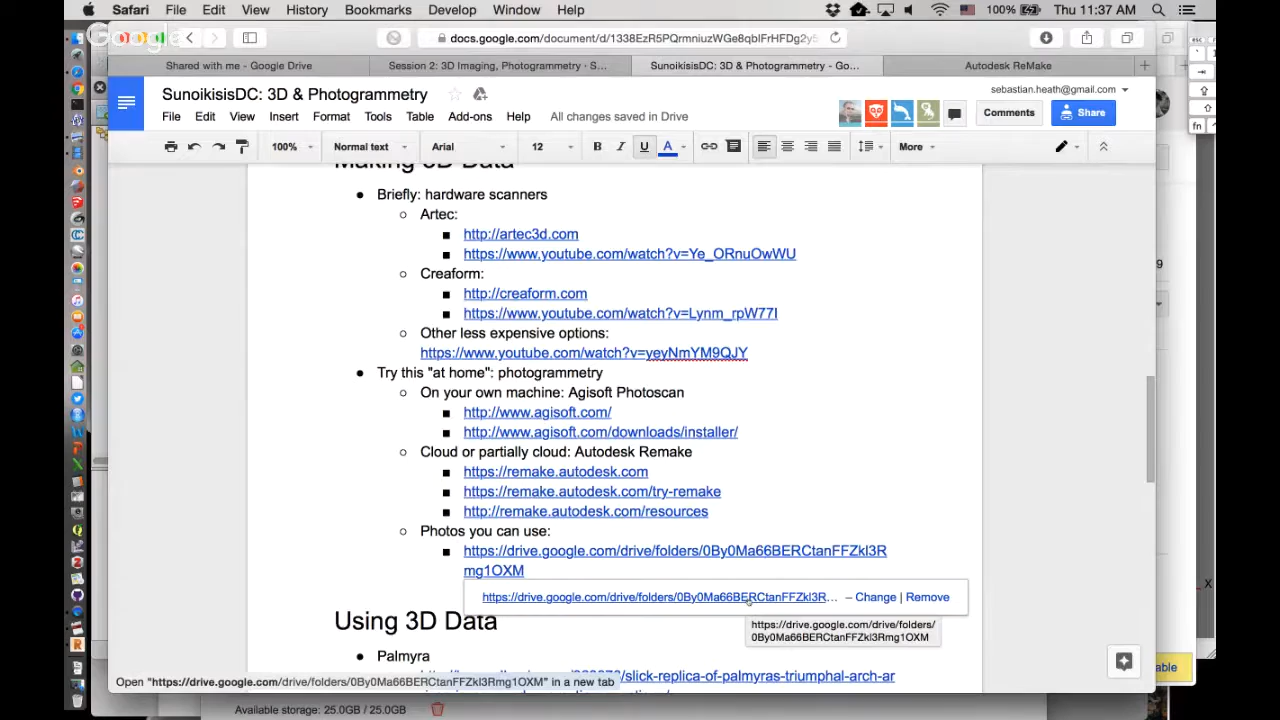 Safari File Edit View History Bookmarks Develop Window Help 100% Thu 11:37 AM
Google
docs.google.com/document/d/1338EzR5PQrmniuzWGe8qblFrHFDg2y5
Shared with me - Google Drive Session 2: 3D Imaging, Photogrammetry · S... SunoikisisDC: 3D & Photogrammetry - Go... Autodesk ReMake
sebastian.heath@gmail.com
SunoikisisDC: 3D & Photogrammetry
File Edit View Insert Format Tools Table Add-ons Help All changes saved in Drive Comments Share
100% Normal text Arial 12 B I U A More
fn
Making 3D Data
● Briefly: hardware scanners
○ Artec:
■ http://artec3d.com
■ https://www.youtube.com/watch?v=Ye_ORnuOwWU
○ Creaform:
■ http://creaform.com
■ https://www.youtube.com/watch?v=Lynm_rpW77I
○ Other less expensive options:
https://www.youtube.com/watch?v=yeyNmYM9QJY
● Try this "at home": photogrammetry
○ On your own machine: Agisoft Photoscan
■ http://www.agisoft.com/
■ http://www.agisoft.com/downloads/installer/
○ Cloud or partially cloud: Autodesk Remake
■ https://remake.autodesk.com
■ https://remake.autodesk.com/try-remake
■ http://remake.autodesk.com/resources
○ Photos you can use:
■ https://drive.google.com/drive/folders/0By0Ma66BERCtanFFZkl3R
mg1OXM
https://drive.google.com/drive/folders/0By0Ma66BERCtanFFZkl3R... – Change | Remove
Using 3D Data
https://drive.google.com/drive/folders/
0By0Ma66BERCtanFFZkl3Rmg1OXM
● Palmyra
/slick-replica-of-palmyras-triumphal-arch-ar
Open "https://drive.google.com/drive/folders/0By0Ma66BERCtanFFZkl3Rmg1OXM" in a new tab
Available storage: 25.0GB / 25.0GB